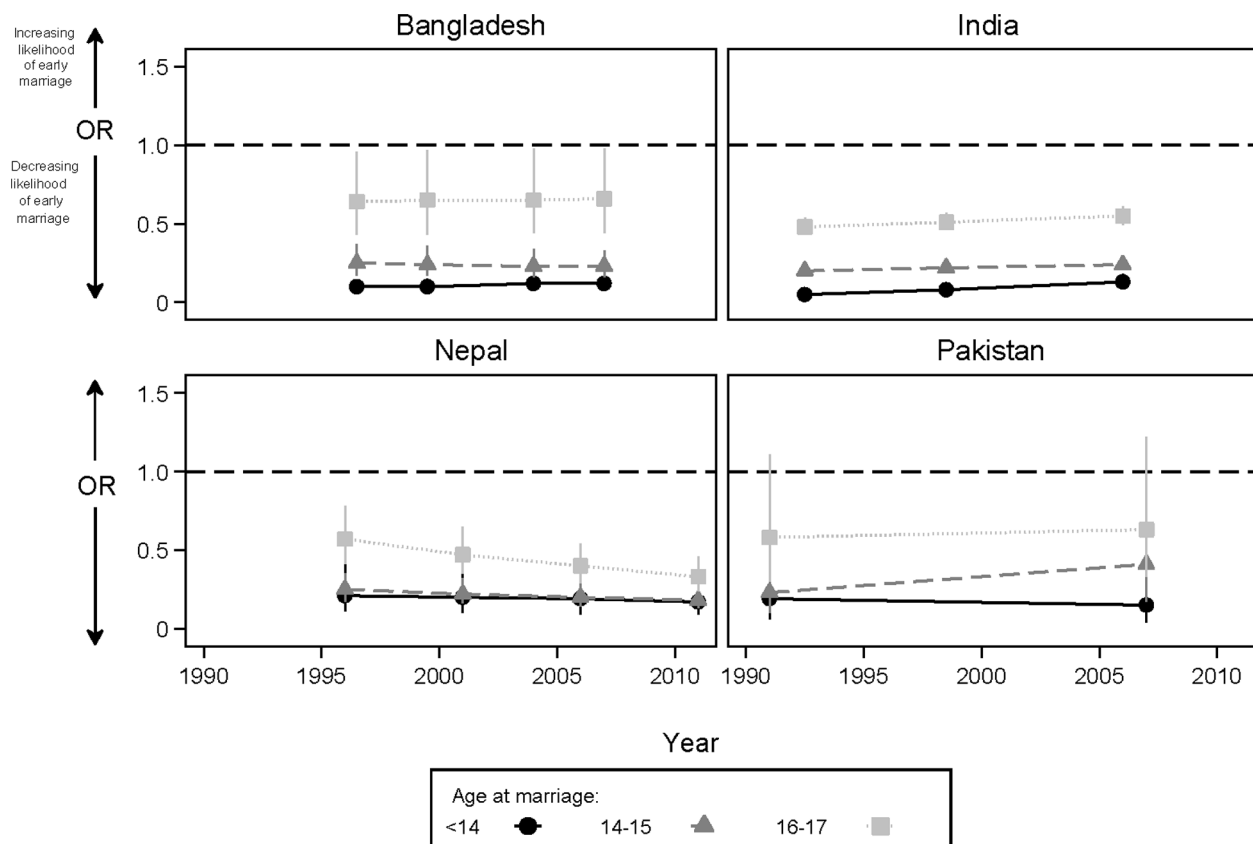 Increasing
likelihood
of early
marriage
OR
Decreasing
likelihood
of early
marriage
Bangladesh
India
1.5
1.0
0.5
0
Nepal
Pakistan
OR
1.5
1.0
0.5
0
1990 1995 2000 2005 2010
1990 1995 2000 2005 2010
Year
Age at marriage:
<14 14-15 16-17